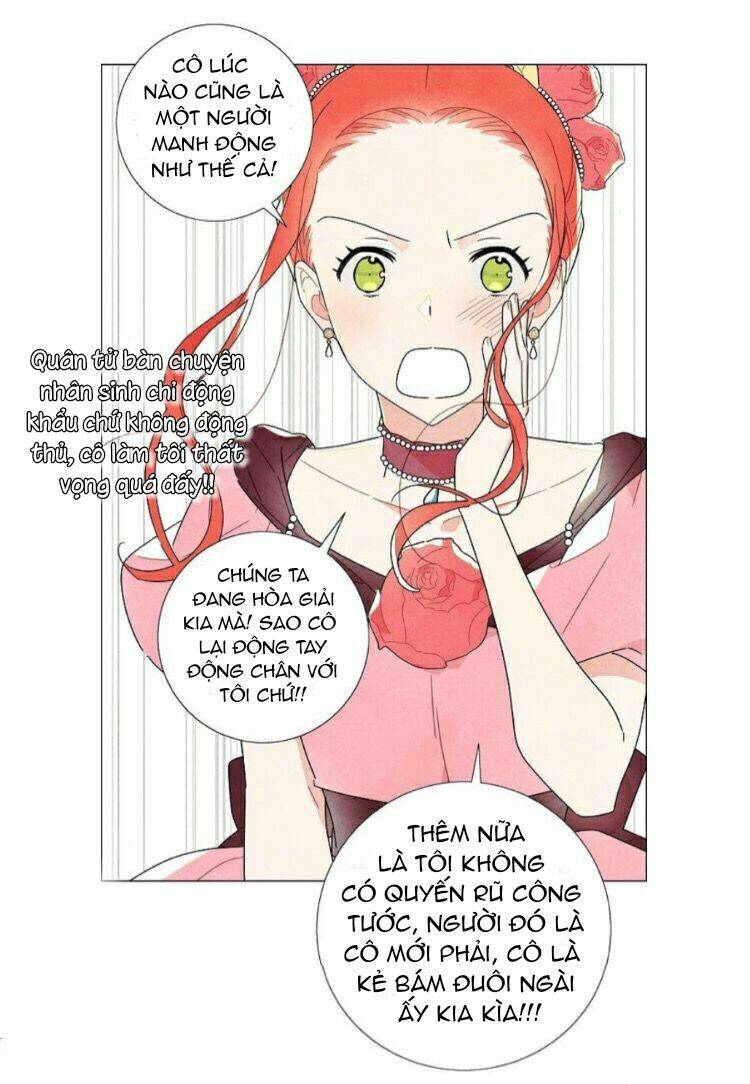 CÔ LÚC
NÀO CŨNG LÀ
MỘT NGƯỜI
MANH ĐỘNG
NHƯ THẾ CẢ!
Quân tử bàn chuyện
nhân sinh chỉ động
khẩu chứ không động
thủ, cô làm tôi thất
vọng quá đấy!!
CHÚNG TA
ĐANG HÒA GIẢI
KIA MÀ! SAO CÔ
LẠI ĐỘNG TAY
ĐỘNG CHÂN VỚI
TÔI CHỨ!!
THÊM NỮA
LÀ TÔI KHÔNG
CÓ QUYẾN RŨ CÔNG
TƯỚC, NGƯỜI ĐÓ LÀ
CÔ MỚI PHẢI, CÔ LÀ
KẺ BÁM ĐUÔI NGÀI
ẤY KIA KÌA!!!